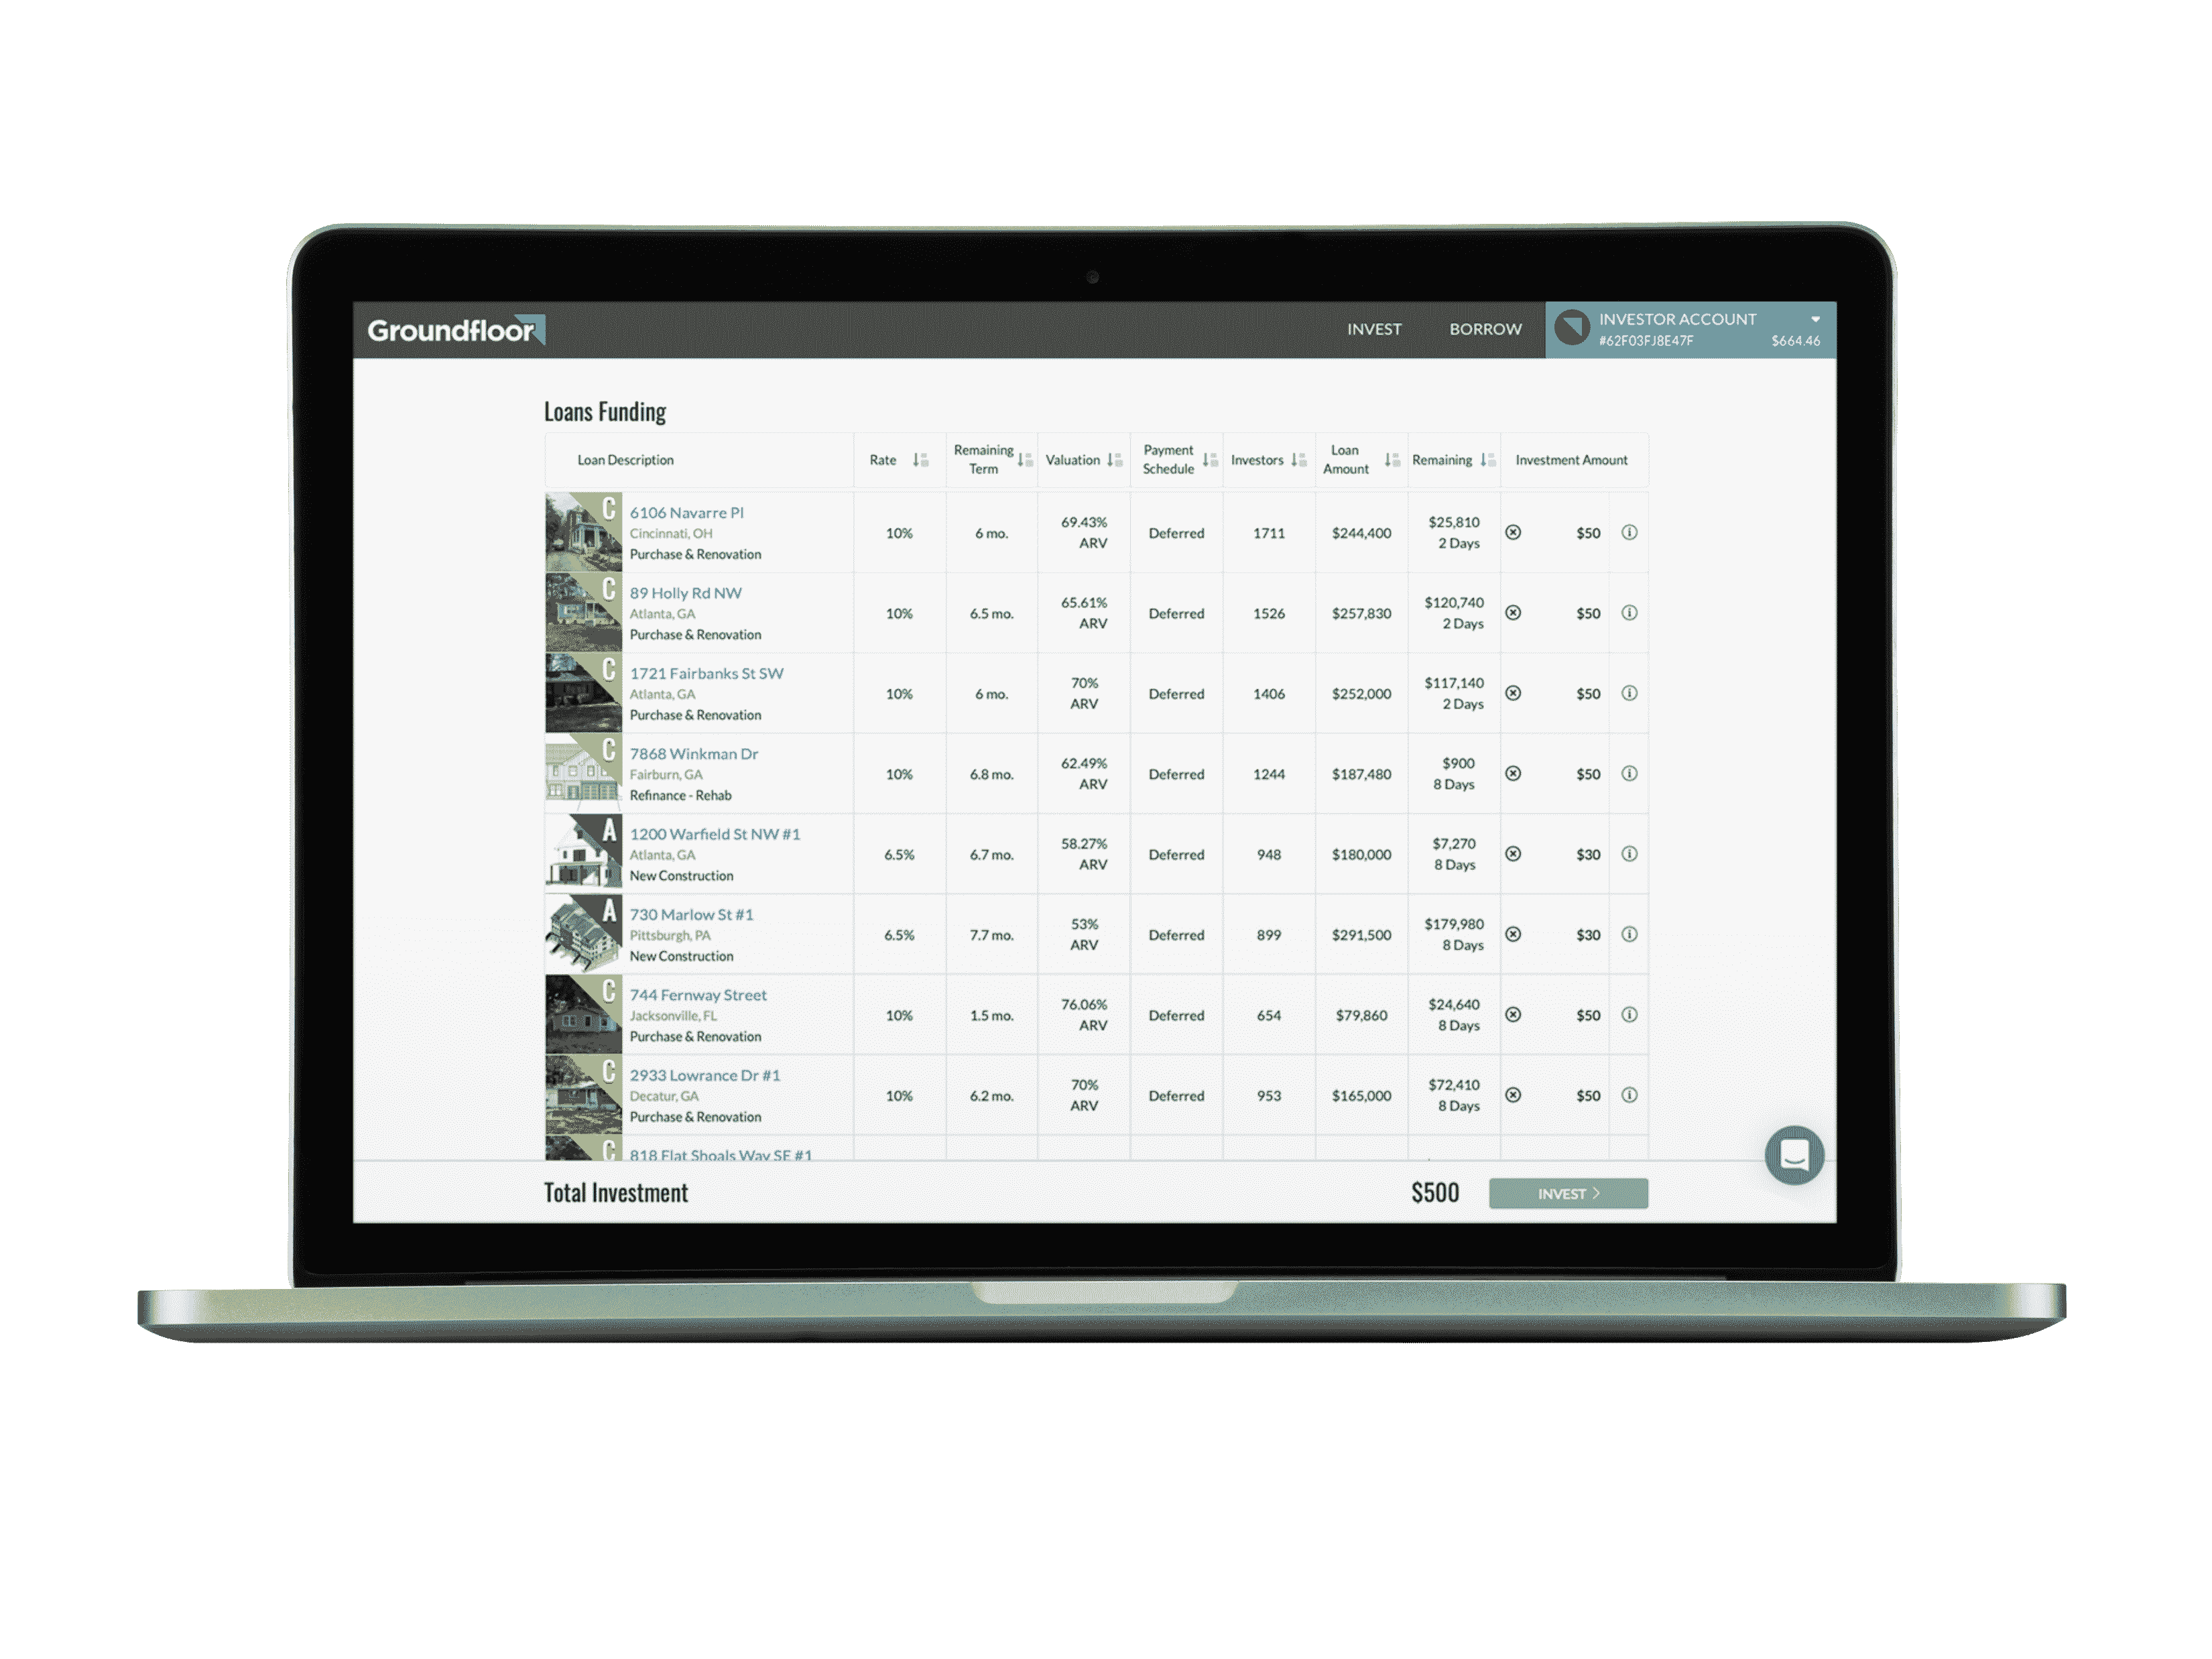 Groundfloor
INVEST
BORROW
INVESTOR ACCOUNT
#62F03FJ8E47F $664.46
Loans Funding
Loan Description Rate Remaining Term Valuation Payment Schedule Investors Loan Amount Remaining Investment Amount
C
6106 Navarre Pl
Cincinnati, OH
Purchase & Renovation
10% 6 mo. 69.43% ARV Deferred 1711 $244,400 $25,810 2 Days $50
C
89 Holly Rd NW
Atlanta, GA
Purchase & Renovation
10% 6.5 mo. 65.61% ARV Deferred 1526 $257,830 $120,740 2 Days $50
C
1721 Fairbanks St SW
Atlanta, GA
Purchase & Renovation
10% 6 mo. 70% ARV Deferred 1406 $252,000 $117,140 2 Days $50
C
7868 Winkman Dr
Fairburn, GA
Refinance - Rehab
10% 6.8 mo. 62.49% ARV Deferred 1244 $187,480 $900 8 Days $50
A
1200 Warfield St NW #1
Atlanta, GA
New Construction
6.5% 6.7 mo. 58.27% ARV Deferred 948 $180,000 $7,270 8 Days $30
A
730 Marlow St #1
Pittsburgh, PA
New Construction
6.5% 7.7 mo. 53% ARV Deferred 899 $291,500 $179,980 8 Days $30
C
744 Fernway Street
Jacksonville, FL
Purchase & Renovation
10% 1.5 mo. 76.06% ARV Deferred 654 $79,860 $24,640 8 Days $50
C
2933 Lowrance Dr #1
Decatur, GA
Purchase & Renovation
10% 6.2 mo. 70% ARV Deferred 953 $165,000 $72,410 8 Days $50
C
818 Flat Shoals Way SE #1
Total Investment $500 INVEST